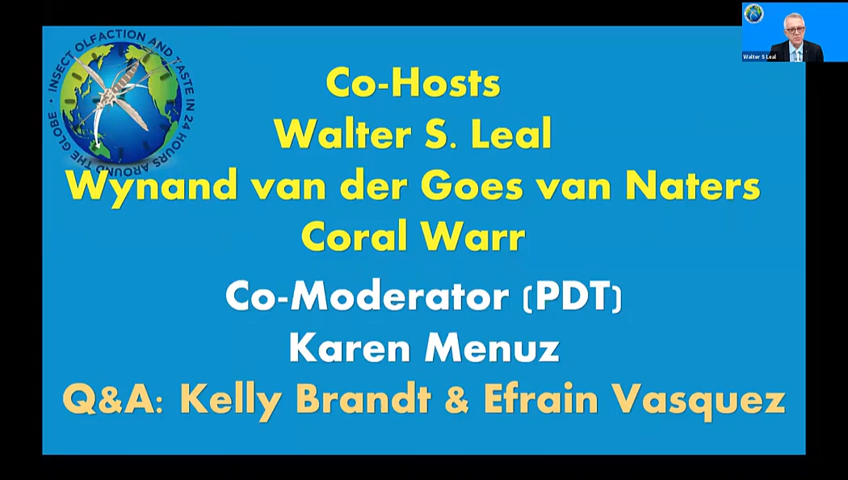 INSECT OLFACTION AND TASTE IN 24 HOURS AROUND THE GLOBE
Walter S Leal
Co-Hosts
Walter S. Leal
Wynand van der Goes van Naters
Coral Warr
Co-Moderator (PDT)
Karen Menuz
Q&A: Kelly Brandt & Efrain Vasquez